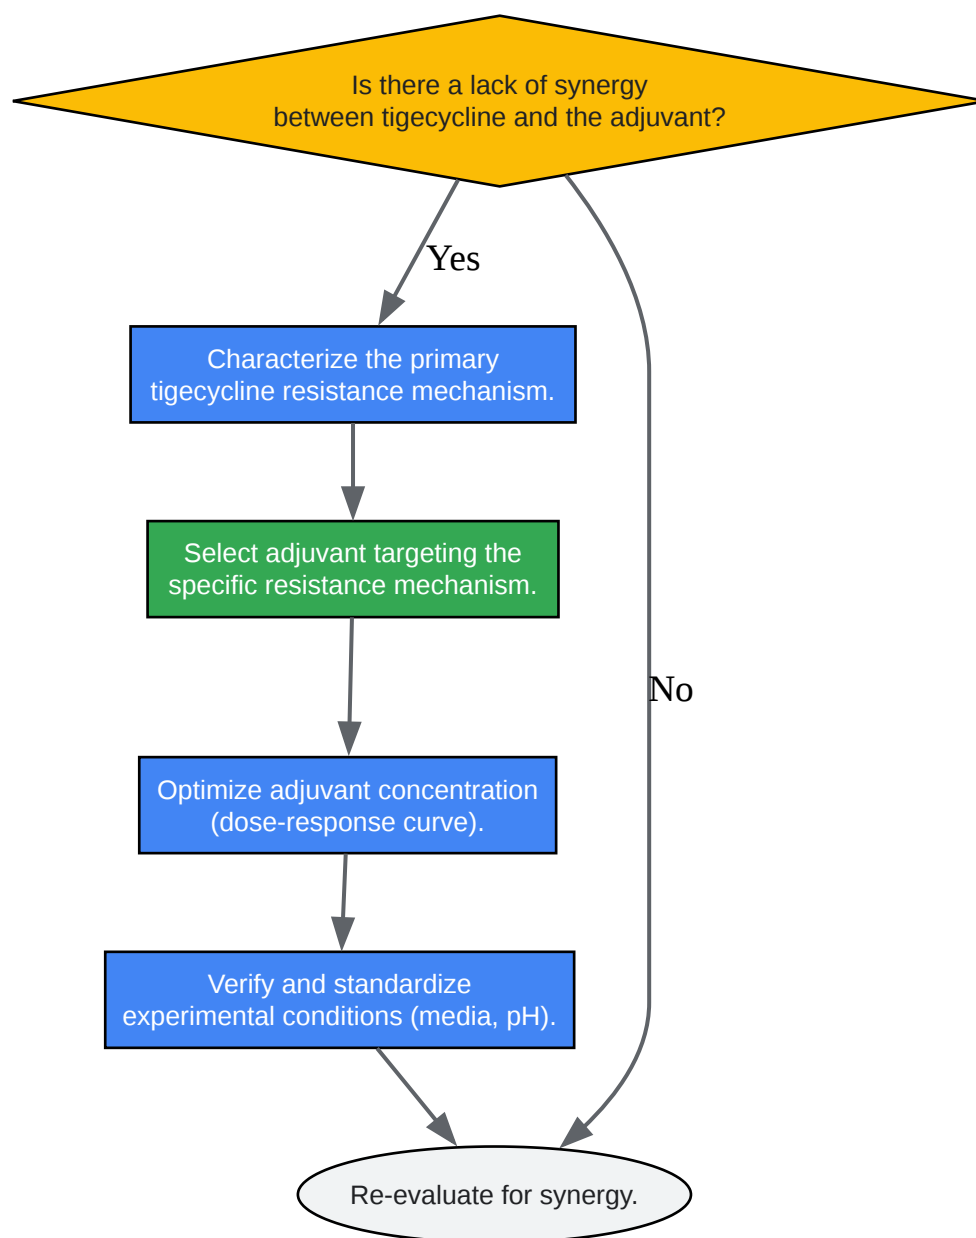 Is there a lack of synergy
between tigecycline and the adjuvant?
Yes
Characterize the primary
tigecycline resistance mechanism.
Select adjuvant targeting the
specific resistance mechanism.
No
Optimize adjuvant concentration
(dose-response curve).
Verify and standardize
experimental conditions (media, pH).
Re-evaluate for synergy.